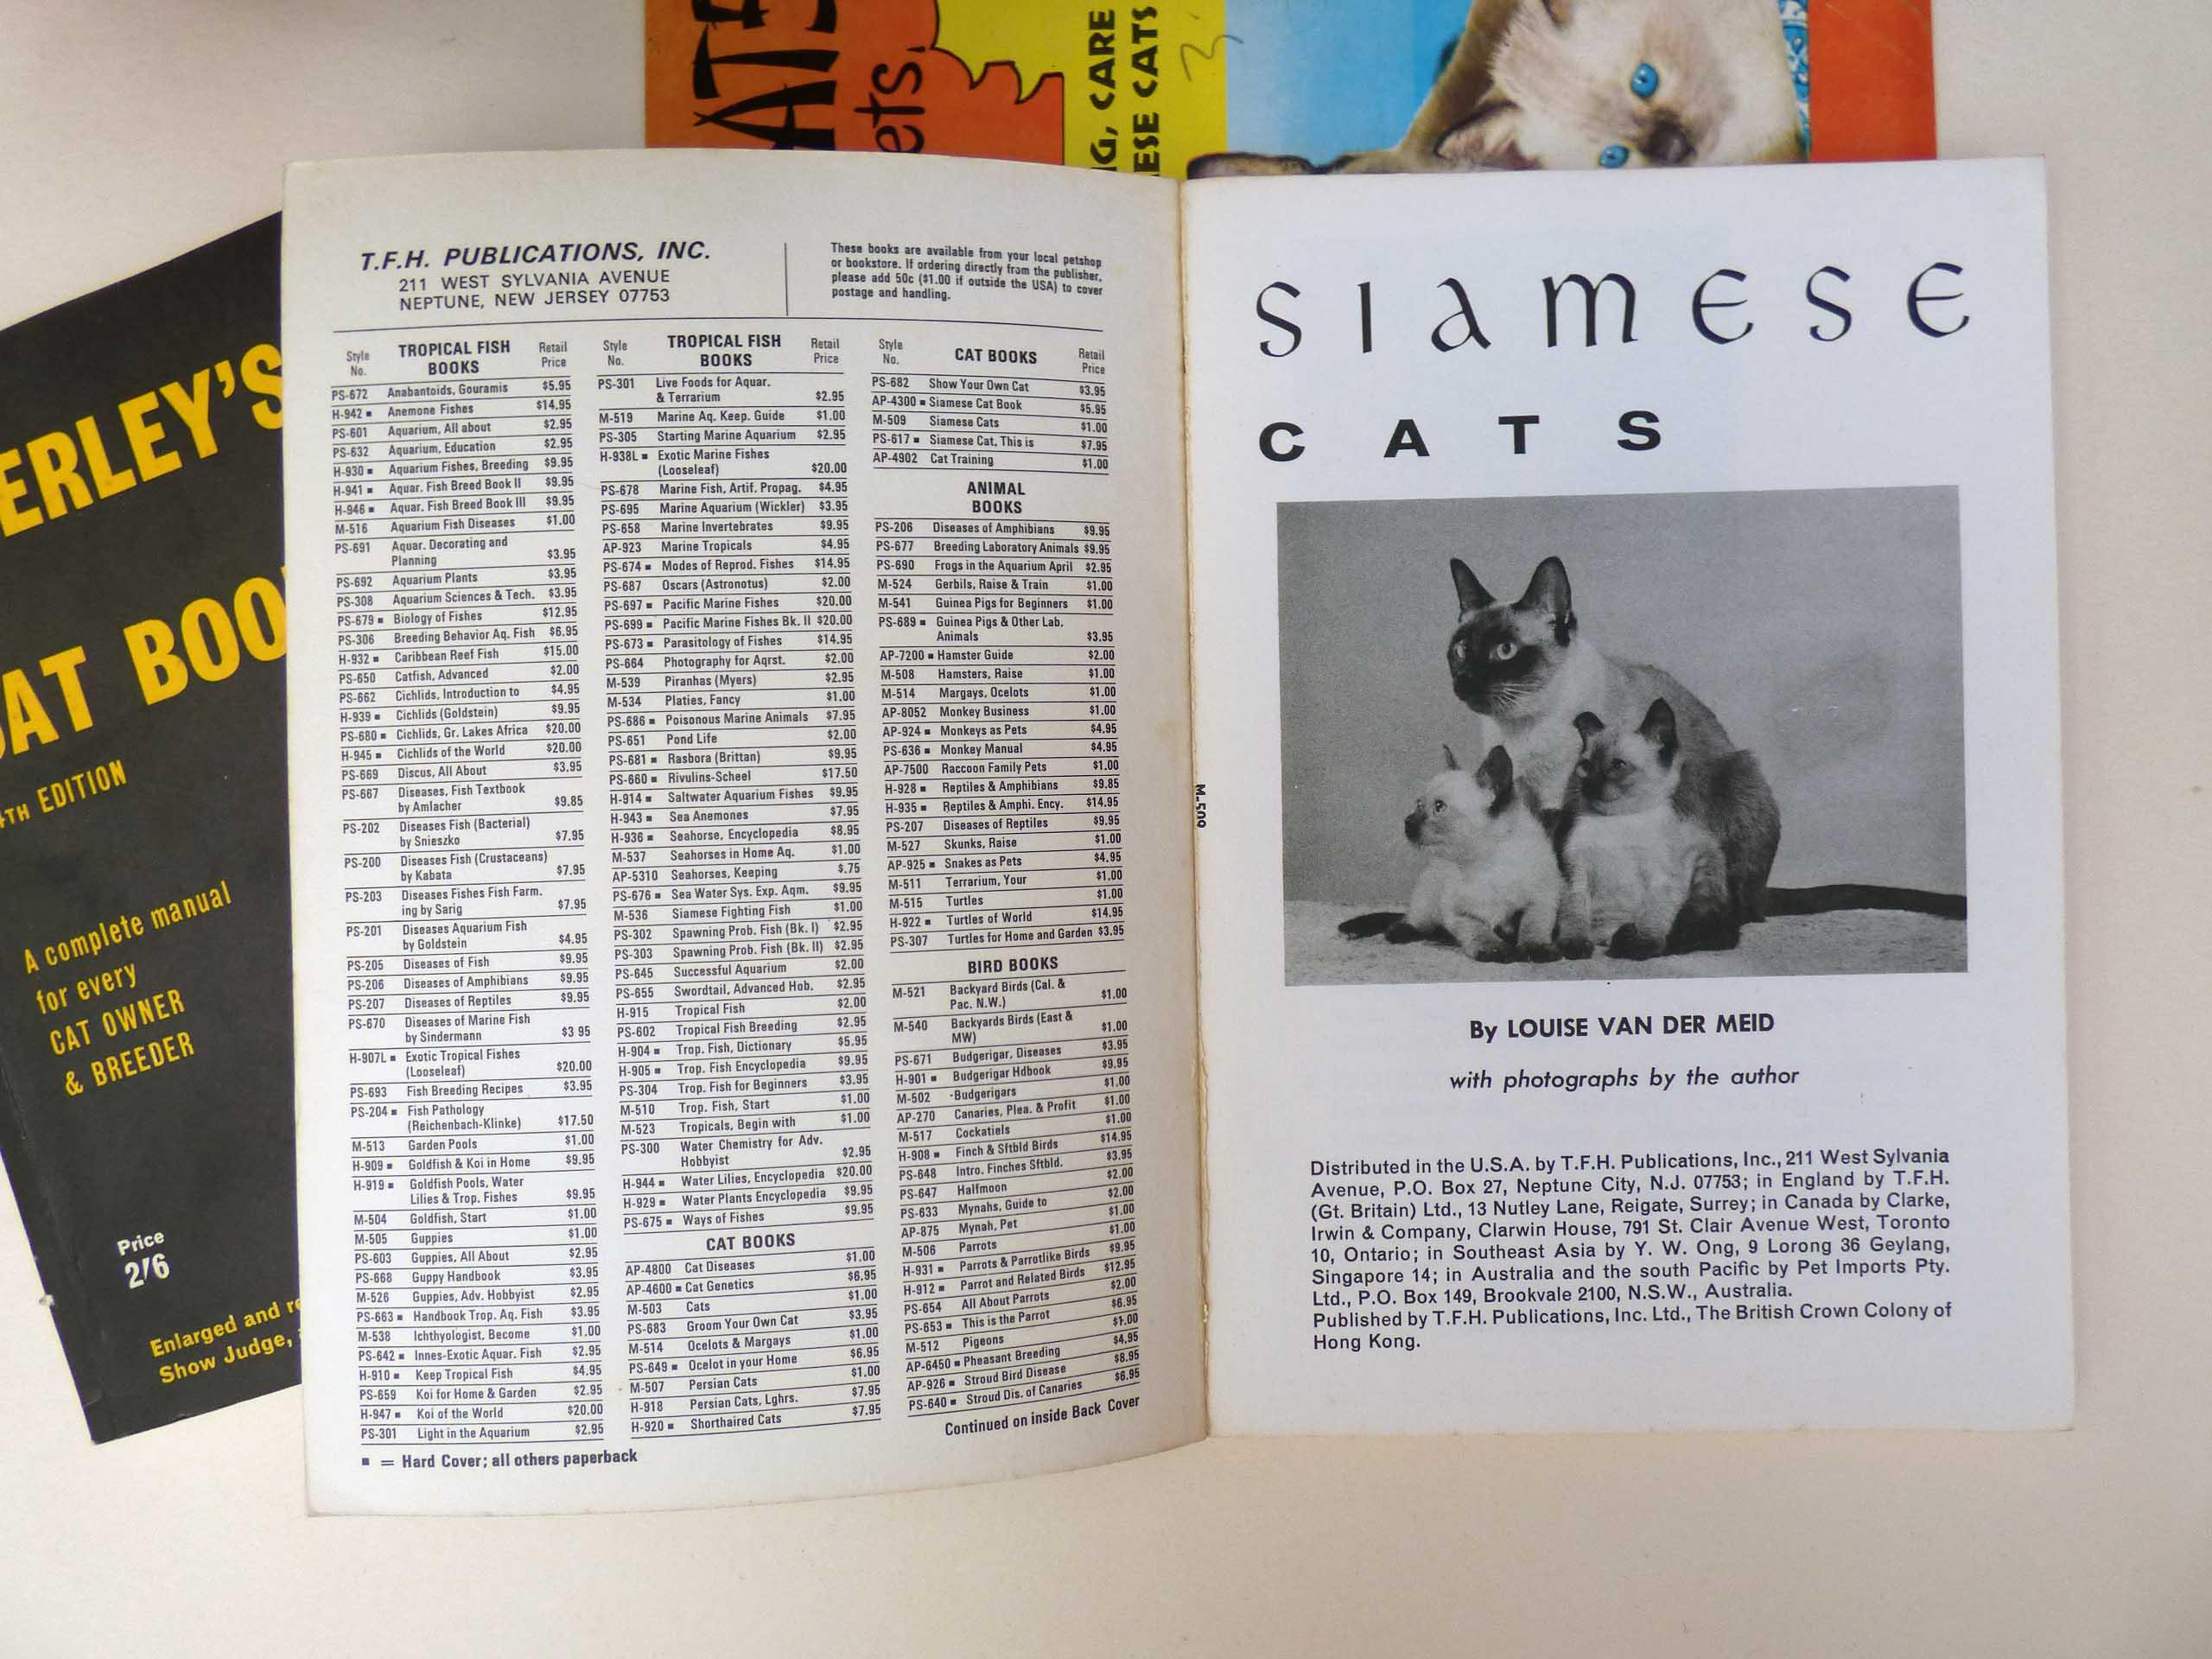 ATS
ets,
G, CARE
ESE CATS
ERLEY'S
AT BOO
4TH EDITION
A complete manual
for every
CAT OWNER
& BREEDER
Price
2/6
Enlarged and re
Show Judge,
T.F.H. PUBLICATIONS, INC.
211 WEST SYLVANIA AVENUE
NEPTUNE, NEW JERSEY 07753
These books are available from your local petshop
or bookstore. If ordering directly from the publisher,
please add 50c ($1.00 if outside the USA) to cover
postage and handling.
Style No. TROPICAL FISH BOOKS Retail Price
PS-672 Anabantoids, Gouramis $5.95
H-942 ▪ Anemone Fishes $14.95
PS-601 Aquarium, All about $2.95
PS-632 Aquarium, Education $2.95
H-930 ▪ Aquarium Fishes, Breeding $9.95
H-941 ▪ Aquar. Fish Breed Book II $9.95
H-946 ▪ Aquar. Fish Breed Book III $9.95
M-516 Aquarium Fish Diseases $1.00
PS-691 Aquar. Decorating and
Planning $3.95
PS-692 Aquarium Plants $3.95
PS-308 Aquarium Sciences & Tech. $3.95
PS-679 ▪ Biology of Fishes $12.95
PS-306 Breeding Behavior Aq. Fish $6.95
H-932 ▪ Caribbean Reef Fish $15.00
PS-650 Catfish, Advanced $2.00
PS-662 Cichlids, Introduction to $4.95
H-939 ▪ Cichlids (Goldstein) $9.95
PS-680 ▪ Cichlids, Gr. Lakes Africa $20.00
H-945 ▪ Cichlids of the World $20.00
PS-669 Discus, All About $3.95
PS-667 Diseases, Fish Textbook
by Amlacher $9.85
PS-202 Diseases Fish (Bacterial)
by Snieszko $7.95
PS-200 Diseases Fish (Crustaceans)
by Kabata $7.95
PS-203 Diseases Fishes Fish Farm.
ing by Sarig $7.95
PS-201 Diseases Aquarium Fish
by Goldstein $4.95
PS-205 Diseases of Fish $9.95
PS-206 Diseases of Amphibians $9.95
PS-207 Diseases of Reptiles $9.95
PS-670 Diseases of Marine Fish
by Sindermann $3 95
H-907L ▪ Exotic Tropical Fishes
(Looseleaf) $20.00
PS-693 Fish Breeding Recipes $3.95
PS-204 ▪ Fish Pathology
(Reichenbach-Klinke) $17.50
M-513 Garden Pools $1.00
H-909 ▪ Goldfish & Koi in Home $9.95
H-919 ▪ Goldfish Pools, Water
Lilies & Trop. Fishes $9.95
M-504 Goldfish, Start $1.00
M-505 Guppies $1.00
PS-603 Guppies, All About $2.95
PS-668 Guppy Handbook $3.95
M-526 Guppies, Adv. Hobbyist $2.95
PS-663 ▪ Handbook Trop. Aq. Fish $3.95
M-538 Ichthyologist, Become $1.00
PS-642 ▪ Innes-Exotic Aquar. Fish $2.95
H-910 ▪ Keep Tropical Fish $4.95
PS-659 Koi for Home & Garden $2.95
H-947 ▪ Koi of the World $20.00
PS-301 Light in the Aquarium $2.95
▪ = Hard Cover; all others paperback
Style No. TROPICAL FISH BOOKS Retail Price
PS-301 Live Foods for Aquar.
& Terrarium $2.95
M-519 Marine Aq. Keep. Guide $1.00
PS-305 Starting Marine Aquarium $2.95
H-938L ▪ Exotic Marine Fishes
(Looseleaf) $20.00
PS-678 Marine Fish, Artif. Propag. $4.95
PS-695 Marine Aquarium (Wickler) $3.95
PS-658 Marine Invertebrates $9.95
AP-923 Marine Tropicals $4.95
PS-674 ▪ Modes of Reprod. Fishes $14.95
PS-687 Oscars (Astronotus) $2.00
PS-697 ▪ Pacific Marine Fishes $20.00
PS-699 ▪ Pacific Marine Fishes Bk. II $20.00
PS-673 ▪ Parasitology of Fishes $14.95
PS-664 Photography for Aqrst. $2.00
M-539 Piranhas (Myers) $2.95
M-534 Platies, Fancy $1.00
PS-686 ▪ Poisonous Marine Animals $7.95
PS-651 Pond Life $2.00
PS-681 ▪ Rasbora (Brittan) $9.95
PS-660 ▪ Rivulins-Scheel $17.50
H-914 ▪ Saltwater Aquarium Fishes $9.95
H-943 ▪ Sea Anemones $7.95
H-936 ▪ Seahorse, Encyclopedia $8.95
M-537 Seahorses in Home Aq. $1.00
AP-5310 Seahorses, Keeping $.75
PS-676 ▪ Sea Water Sys. Exp. Aqm. $9.95
M-536 Siamese Fighting Fish $1.00
PS-302 Spawning Prob. Fish (Bk. I) $2.95
PS-303 Spawning Prob. Fish (Bk. II) $2.95
PS-645 Successful Aquarium $2.00
PS-655 Swordtail, Advanced Hob. $2.95
H-915 Tropical Fish $2.00
PS-602 Tropical Fish Breeding $2.95
H-904 ▪ Trop. Fish, Dictionary $5.95
H-905 ▪ Trop. Fish Encyclopedia $9.95
PS-304 Trop. Fish for Beginners $3.95
M-510 Trop. Fish, Start $1.00
M-523 Tropicals, Begin with $1.00
PS-300 Water Chemistry for Adv.
Hobbyist $2.95
H-944 ▪ Water Lilies, Encyclopedia $20.00
H-929 ▪ Water Plants Encyclopedia $9.95
PS-675 ▪ Ways of Fishes $9.95
CAT BOOKS
AP-4800 Cat Diseases $1.00
AP-4600 ▪ Cat Genetics $6.95
M-503 Cats $1.00
PS-683 Groom Your Own Cat $3.95
M-514 Ocelots & Margays $1.00
PS-649 ▪ Ocelot in your Home $6.95
M-507 Persian Cats $1.00
H-918 Persian Cats, Lghrs. $7.95
H-920 ▪ Shorthaired Cats $7.95
Style No. CAT BOOKS Retail Price
PS-682 Show Your Own Cat $3.95
AP-4300 ▪ Siamese Cat Book $5.95
M-509 Siamese Cats $1.00
PS-617 ▪ Siamese Cat, This is $7.95
AP-4902 Cat Training $1.00
ANIMAL
BOOKS
PS-206 Diseases of Amphibians $9.95
PS-677 Breeding Laboratory Animals $9.95
PS-690 Frogs in the Aquarium April $2.95
M-524 Gerbils, Raise & Train $1.00
M-541 Guinea Pigs for Beginners $1.00
PS-689 ▪ Guinea Pigs & Other Lab.
Animals $3.95
AP-7200 ▪ Hamster Guide $2.00
M-508 Hamsters, Raise $1.00
M-514 Margays, Ocelots $1.00
AP-8052 Monkey Business $1.00
AP-924 ▪ Monkeys as Pets $4.95
PS-636 ▪ Monkey Manual $4.95
AP-7500 Raccoon Family Pets $1.00
H-928 ▪ Reptiles & Amphibians $9.85
H-935 ▪ Reptiles & Amphi. Ency. $14.95
PS-207 Diseases of Reptiles $9.95
M-527 Skunks, Raise $1.00
AP-925 ▪ Snakes as Pets $4.95
M-511 Terrarium, Your $1.00
M-515 Turtles $1.00
H-922 ▪ Turtles of World $14.95
PS-307 Turtles for Home and Garden $3.95
BIRD BOOKS
M-521 Backyard Birds (Cal. &
Pac. N.W.) $1.00
M-540 Backyards Birds (East &
MW) $1.00
PS-671 Budgerigar, Diseases $3.95
H-901 ▪ Budgerigar Hdbook $9.95
M-502 Budgerigars $1.00
AP-270 Canaries, Plea. & Profit $1.00
M-517 Cockatiels $1.00
H-908 ▪ Finch & Sftbld Birds $14.95
PS-648 Intro. Finches Sftbld. $3.95
PS-647 Halfmoon $2.00
PS-633 Mynahs, Guide to $2.00
AP-875 Mynah, Pet $1.00
M-506 Parrots $1.00
H-931 ▪ Parrots & Parrotlike Birds $9.95
H-912 ▪ Parrot and Related Birds $12.95
PS-654 All About Parrots $2.00
PS-653 ▪ This is the Parrot $6.95
M-512 Pigeons $1.00
AP-6450 ▪ Pheasant Breeding $4.95
AP-926 ▪ Stroud Bird Disease $8.95
PS-640 ▪ Stroud Dis. of Canaries $6.95
Continued on inside Back Cover
M-509
SIAMESE
CATS
By LOUISE VAN DER MEID
with photographs by the author
Distributed in the U.S.A. by T.F.H. Publications, Inc., 211 West Sylvania
Avenue, P.O. Box 27, Neptune City, N.J. 07753; in England by T.F.H.
(Gt. Britain) Ltd., 13 Nutley Lane, Reigate, Surrey; in Canada by Clarke,
Irwin & Company, Clarwin House, 791 St. Clair Avenue West, Toronto
10, Ontario; in Southeast Asia by Y. W. Ong, 9 Lorong 36 Geylang,
Singapore 14; in Australia and the south Pacific by Pet Imports Pty.
Ltd., P.O. Box 149, Brookvale 2100, N.S.W., Australia.
Published by T.F.H. Publications, Inc. Ltd., The British Crown Colony of
Hong Kong.